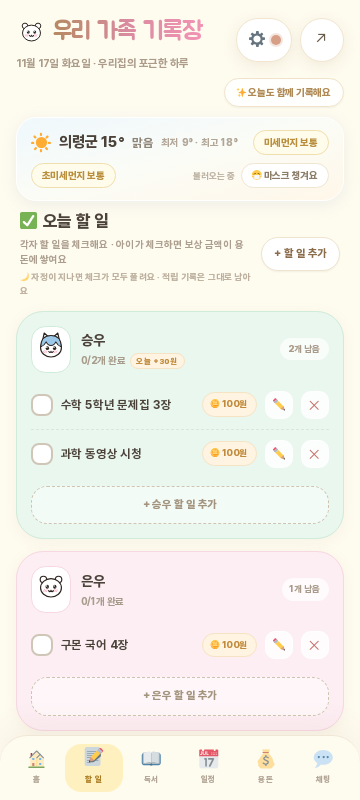 우리 가족 기록장
11월 17일 화요일 · 우리집의 포근한 하루
✨오늘도 함께 기록해요
의령군 15° 맑음 최저 9° · 최고 18° 미세먼지 보통
초미세먼지 보통 불러오는 중 😷 마스크 챙겨요
✅ 오늘 할 일
각자 할 일을 체크해요 · 아이가 체크하면 보상 금액이 용
돈에 쌓여요
🌙 자정이 지나면 체크가 모두 풀려요 · 적립 기록은 그대로 남아
요
+ 할 일 추가
승우
0/2개 완료 오늘 +30원
2개 남음
수학 5학년 문제집 3장 100원
과학 동영상 시청 100원
+ 승우 할 일 추가
은우
0/1개 완료
1개 남음
구몬 국어 4장 100원
+ 은우 할 일 추가
홈 할 일 독서 일정 용돈 채팅